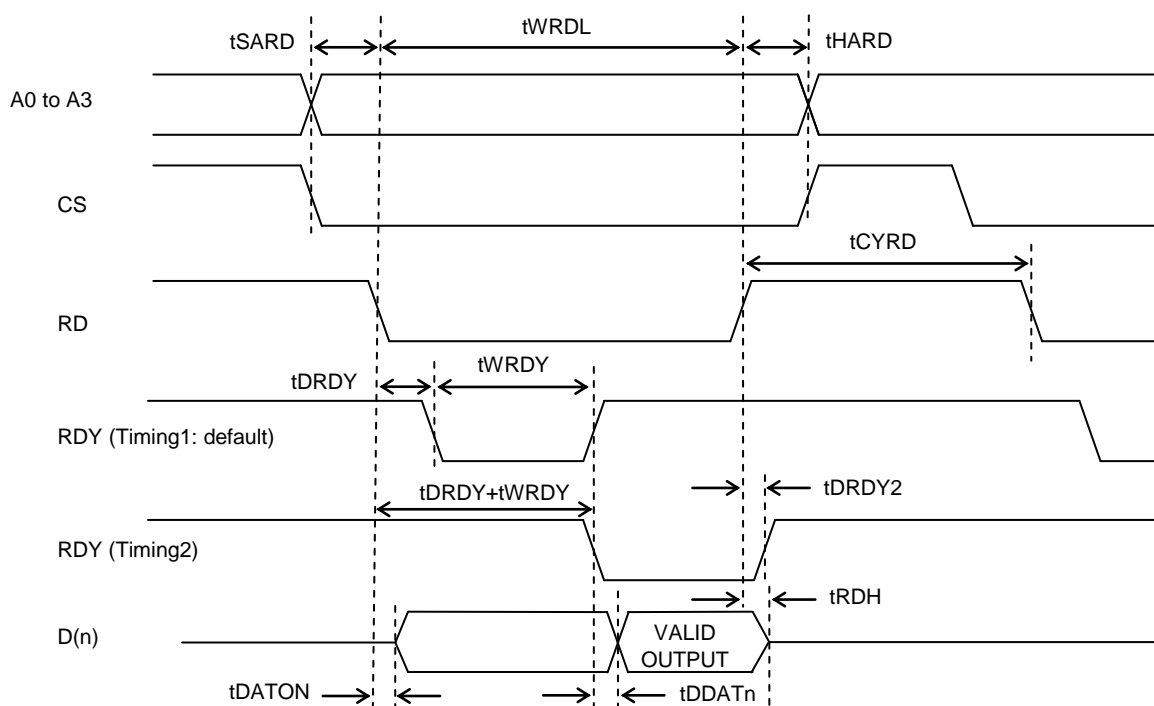 tSARD
tWRDL
tHARD
A0 to A3
CS
tCYRD
RD
tDRDY
tWRDY
RDY (Timing1: default)
tDRDY+tWRDY
tDRDY2
RDY (Timing2)
tRDH
D(n)
VALID
OUTPUT
tDATON
tDDATn